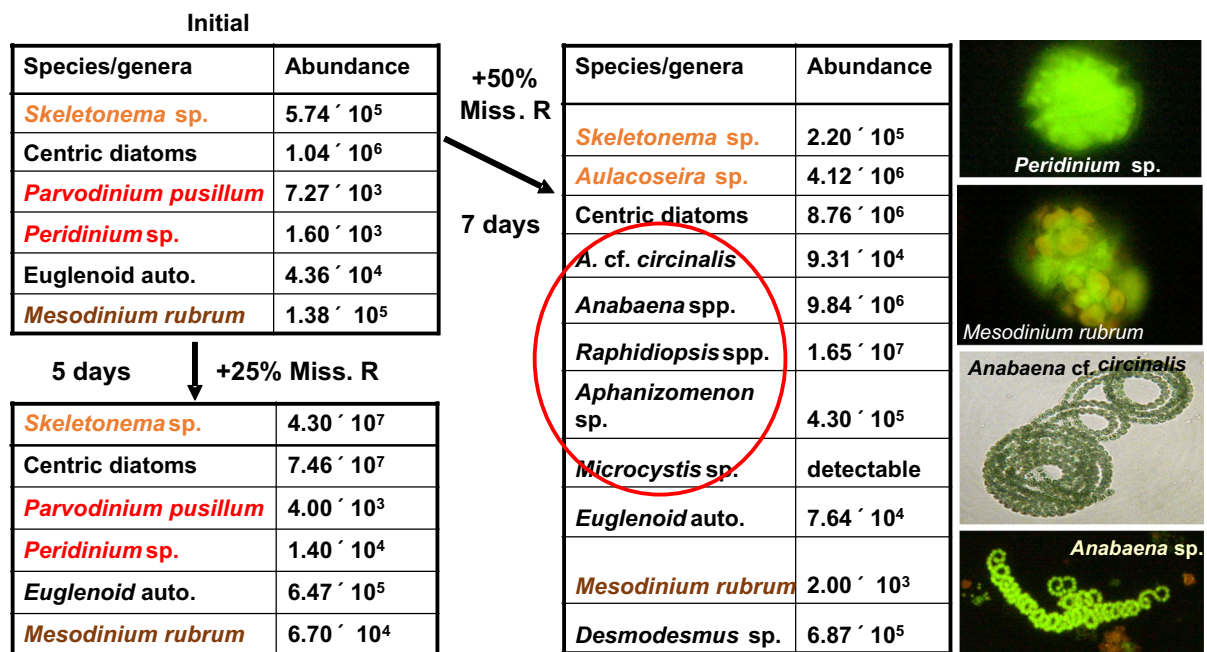 Initial
Species/genera Abundance
Skeletonema sp. 5.74 ´ 10⁵
Centric diatoms 1.04 ´ 10⁶
Parvodinium pusillum 7.27 ´ 10³
Peridinium sp. 1.60 ´ 10³
Euglenoid auto. 4.36 ´ 10⁴
Mesodinium rubrum 1.38 ´ 10⁵
5 days +25% Miss. R
Skeletonema sp. 4.30 ´ 10⁷
Centric diatoms 7.46 ´ 10⁷
Parvodinium pusillum 4.00 ´ 10³
Peridinium sp. 1.40 ´ 10⁴
Euglenoid auto. 6.47 ´ 10⁵
Mesodinium rubrum 6.70 ´ 10⁴
+50%
Miss. R
7 days
Species/genera Abundance
Skeletonema sp. 2.20 ´ 10⁵
Aulacoseira sp. 4.12 ´ 10⁶
Centric diatoms 8.76 ´ 10⁶
A. cf. circinalis 9.31 ´ 10⁴
Anabaena spp. 9.84 ´ 10⁶
Raphidiopsis spp. 1.65 ´ 10⁷
Aphanizomenon
sp. 4.30 ´ 10⁵
Microcystis sp. detectable
Euglenoid auto. 7.64 ´ 10⁴
Mesodinium rubrum 2.00 ´ 10³
Desmodesmus sp. 6.87 ´ 10⁵
Peridinium sp.
Mesodinium rubrum
Anabaena cf. circinalis
Anabaena sp.